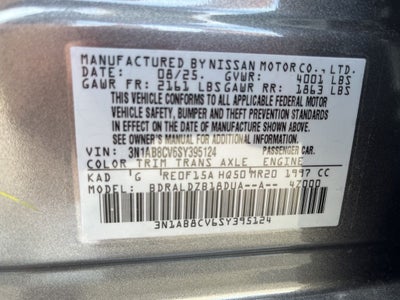 MANUFACTURED BY NISSAN MOTOR CO., LTD.
DATE: 08/25. GVWR: 4001 LBS
GAWR FR: 2161 LBS GAWR RR: 1863 LBS
THIS VEHICLE CONFORMS TO ALL APPLICABLE FEDERAL MOTOR
VEHICLE SAFETY, BUMPER AND THEFT PREVENTION
STANDARDS IN EFFECT ON THE DATE OF MANUFACTURE
SHOWN ABOVE.
SEE OWNER'S MANUAL FOR ADDITIONAL INFORMATION.
VIN: 3N1AB8CV6SY395124 PASSENGER CAR
COLOR TRIM TRANS AXLE ENGINE
KAD G RE0F15A HQ50 MR20 1997 CC
MODEL: BDRALDZB18DUA--A-- 47000
3N1AB8CV6SY395124